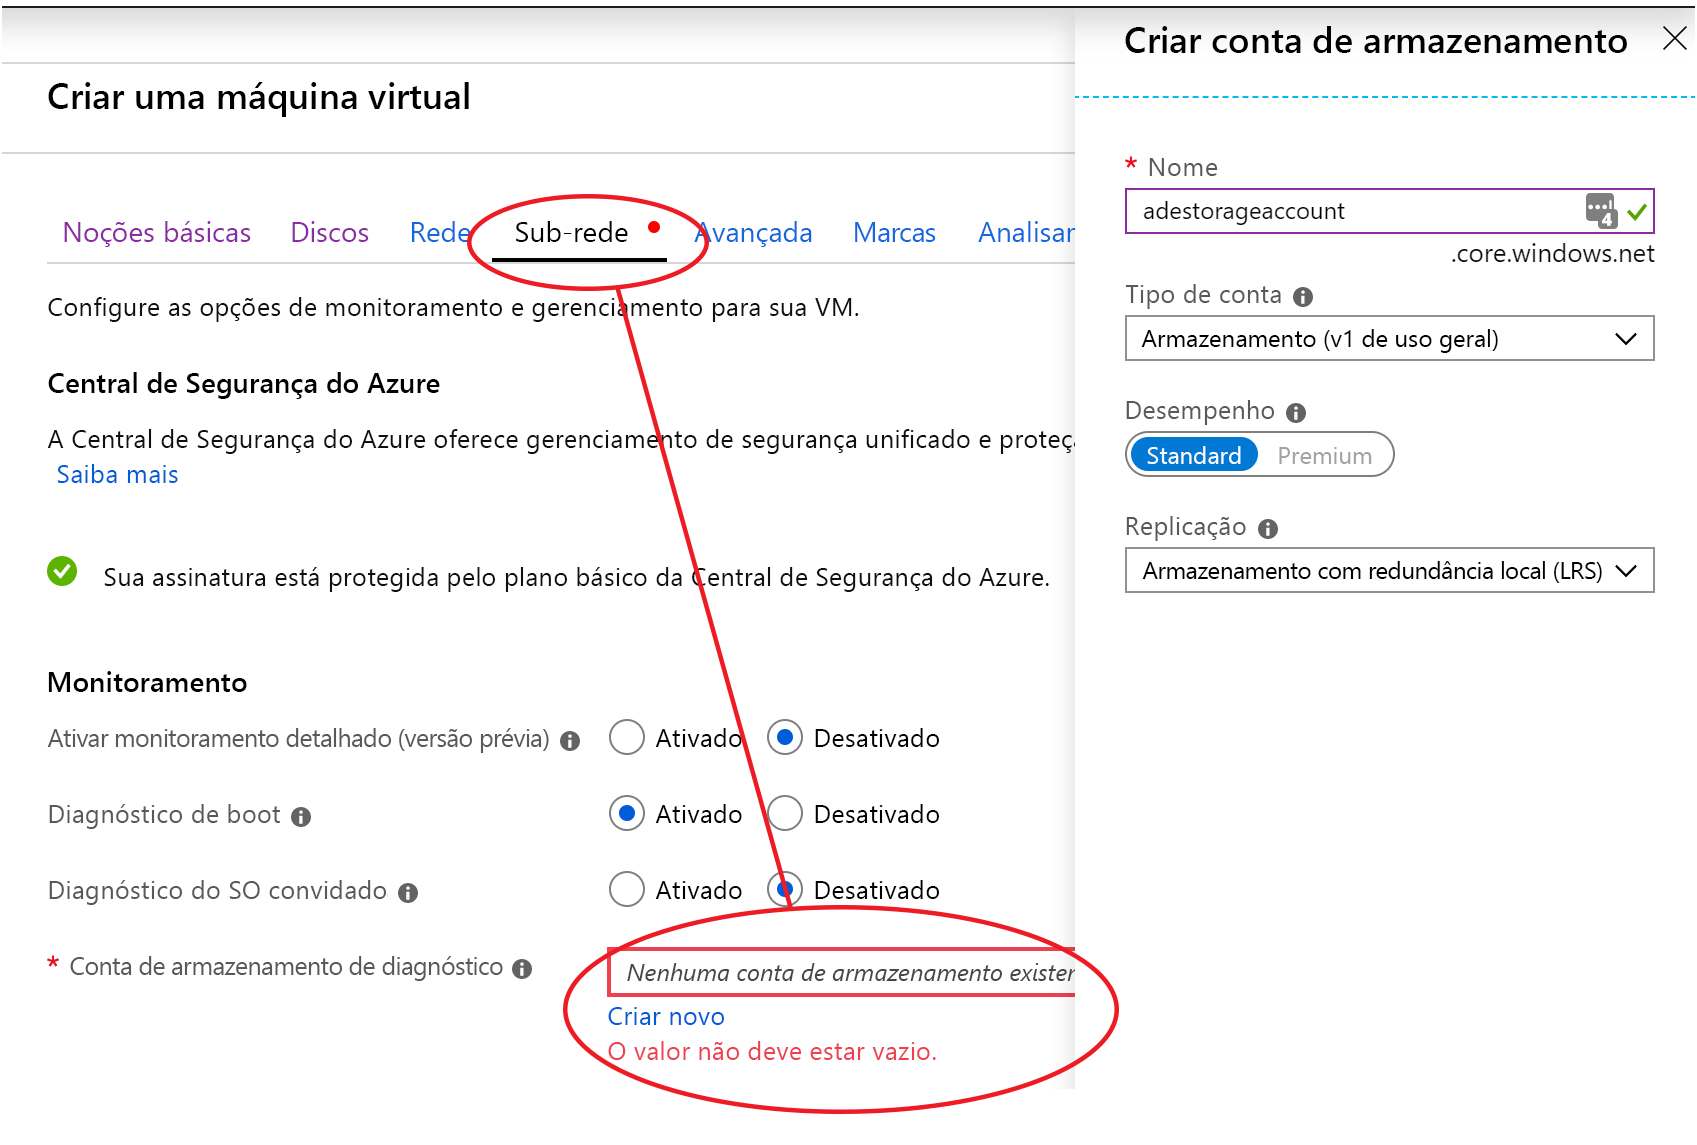 Criar uma máquina virtual
Noções básicas Discos Rede Sub-rede Avançada Marcas Analisar
Configure as opções de monitoramento e gerenciamento para sua VM.
Central de Segurança do Azure
A Central de Segurança do Azure oferece gerenciamento de segurança unificado e proteçã
Saiba mais
Sua assinatura está protegida pelo plano básico da Central de Segurança do Azure.
Monitoramento
Ativar monitoramento detalhado (versão prévia) Ativado Desativado
Diagnóstico de boot Ativado Desativado
Diagnóstico do SO convidado Ativado Desativado
* Conta de armazenamento de diagnóstico Nenhuma conta de armazenamento existen
Criar novo
O valor não deve estar vazio.
Criar conta de armazenamento
* Nome
adestorageaccount 4
.core.windows.net
Tipo de conta
Armazenamento (v1 de uso geral)
Desempenho
Standard Premium
Replicação
Armazenamento com redundância local (LRS)